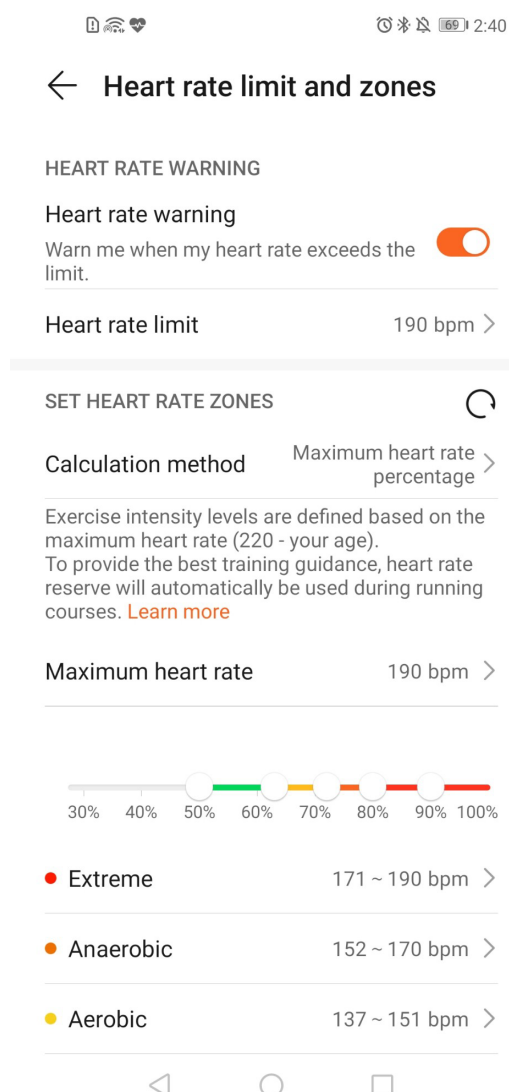 69 2:40
Heart rate limit and zones
HEART RATE WARNING
Heart rate warning
Warn me when my heart rate exceeds the
limit.
Heart rate limit 190 bpm
SET HEART RATE ZONES
Calculation method Maximum heart rate
percentage
Exercise intensity levels are defined based on the
maximum heart rate (220 - your age).
To provide the best training guidance, heart rate
reserve will automatically be used during running
courses. Learn more
Maximum heart rate 190 bpm
30% 40% 50% 60% 70% 80% 90% 100%
Extreme 171 ~ 190 bpm
Anaerobic 152 ~ 170 bpm
Aerobic 137 ~ 151 bpm